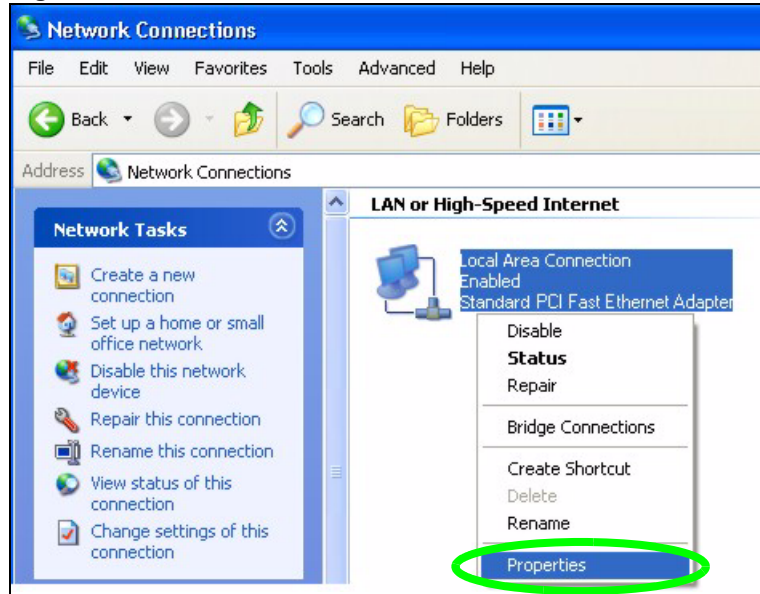 Network Connections
File Edit View Favorites Tools Advanced Help
Back Search Folders
Address Network Connections
Network Tasks
Create a new
connection
Set up a home or small
office network
Disable this network
device
Repair this connection
Rename this connection
View status of this
connection
Change settings of this
connection
LAN or High-Speed Internet
Local Area Connection
Enabled
Standard PCI Fast Ethernet Adapter
Disable
Status
Repair
Bridge Connections
Create Shortcut
Delete
Rename
Properties